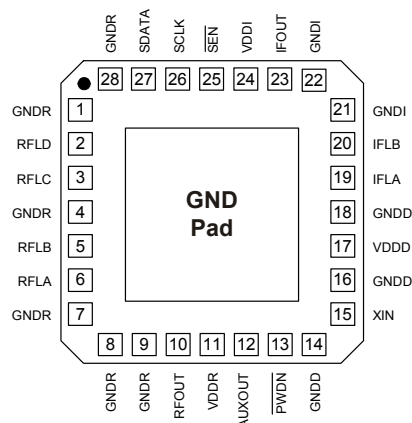 GNDR SDATA SCLK SEN VDDI IFOUT GNDI
28 27 26 25 24 23 22
GNDR 1
RFLD 2
RFLC 3
GNDR 4
RFLB 5
RFLA 6
GNDR 7
GND
Pad
21 GNDI
20 IFLB
19 IFLA
18 GNDD
17 VDDD
16 GNDD
15 XIN
8 9 10 11 12 13 14
GNDR GNDR RFOUT VDDR AUXOUT PWDN GNDD